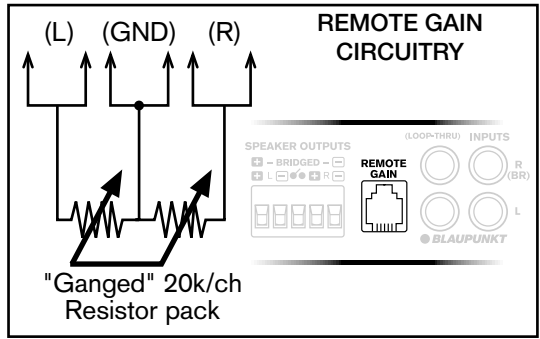 (L) (GND) (R)
REMOTE GAIN
CIRCUITRY
(LOOP-THRU) INPUTS
SPEAKER OUTPUTS
+ – BRIDGED – −
+ L − + R −
REMOTE
GAIN
R
(BR)
L
BLAUPUNKT
"Ganged" 20k/ch
Resistor pack